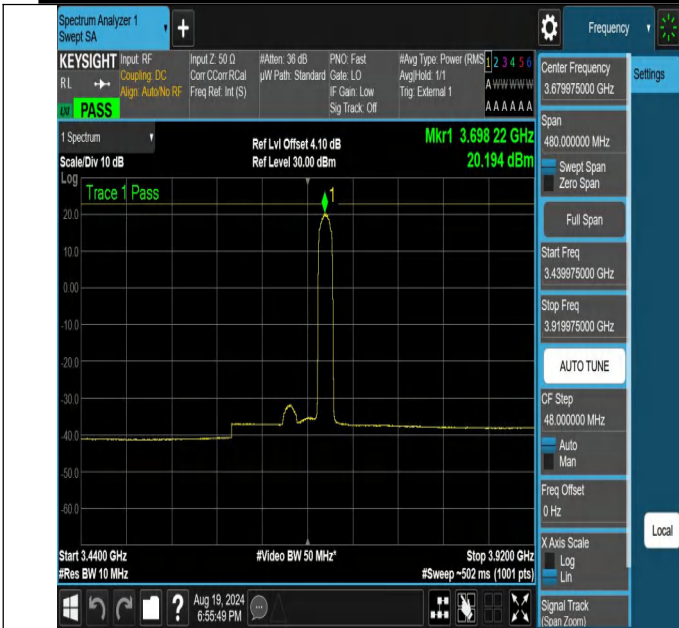 Spectrum Analyzer 1
Swept SA
+
Frequency
KEYSIGHT
RL
PASS
Input: RF
Coupling: DC
Align: Auto/No RF
Input Z: 50 Ω
Corr CCorr RCal
Freq Ref: Int (S)
#Atten: 36 dB
µW Path: Standard
PNO: Fast
Gate: LO
IF Gain: Low
Sig Track: Off
#Avg Type: Power (RMS
Avg|Hold: 1/1
Trig: External 1
1 2 3 4 5 6
A W W W W W
A A A A A A
1 Spectrum
Scale/Div 10 dB
Ref Lvl Offset 4.10 dB
Ref Level 30.00 dBm
Mkr1 3.698 22 GHz
20.194 dBm
Log
Trace 1 Pass
1
20.0
10.0
0.00
-10.0
-20.0
-30.0
-40.0
-50.0
-60.0
Start 3.4400 GHz
#Res BW 10 MHz
#Video BW 50 MHz*
Stop 3.9200 GHz
#Sweep ~502 ms (1001 pts)
?
Aug 19, 2024
6:55:49 PM
Center Frequency
3.679975000 GHz
Span
480.000000 MHz
Swept Span
Zero Span
Full Span
Start Freq
3.439975000 GHz
Stop Freq
3.919975000 GHz
AUTO TUNE
CF Step
48.000000 MHz
Auto
Man
Freq Offset
0 Hz
X Axis Scale
Log
Lin
Signal Track
(Span Zoom)
Settings
Local